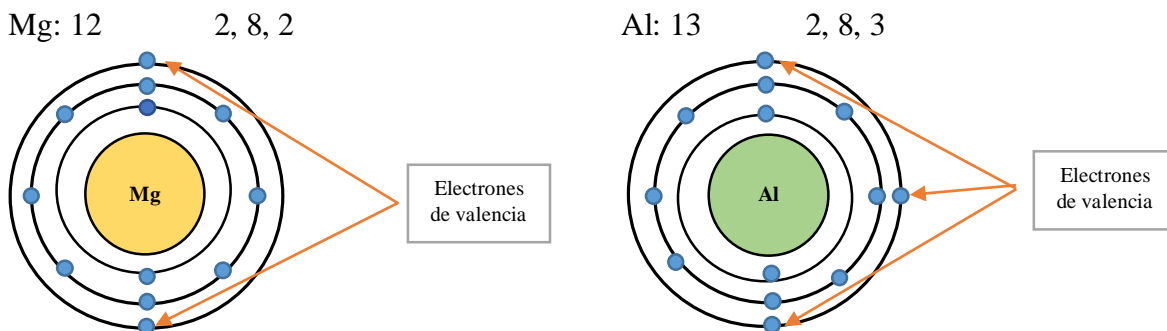 Mg: 12 2, 8, 2
Al: 13 2, 8, 3
Mg
Electrones
de valencia
Al
Electrones
de valencia